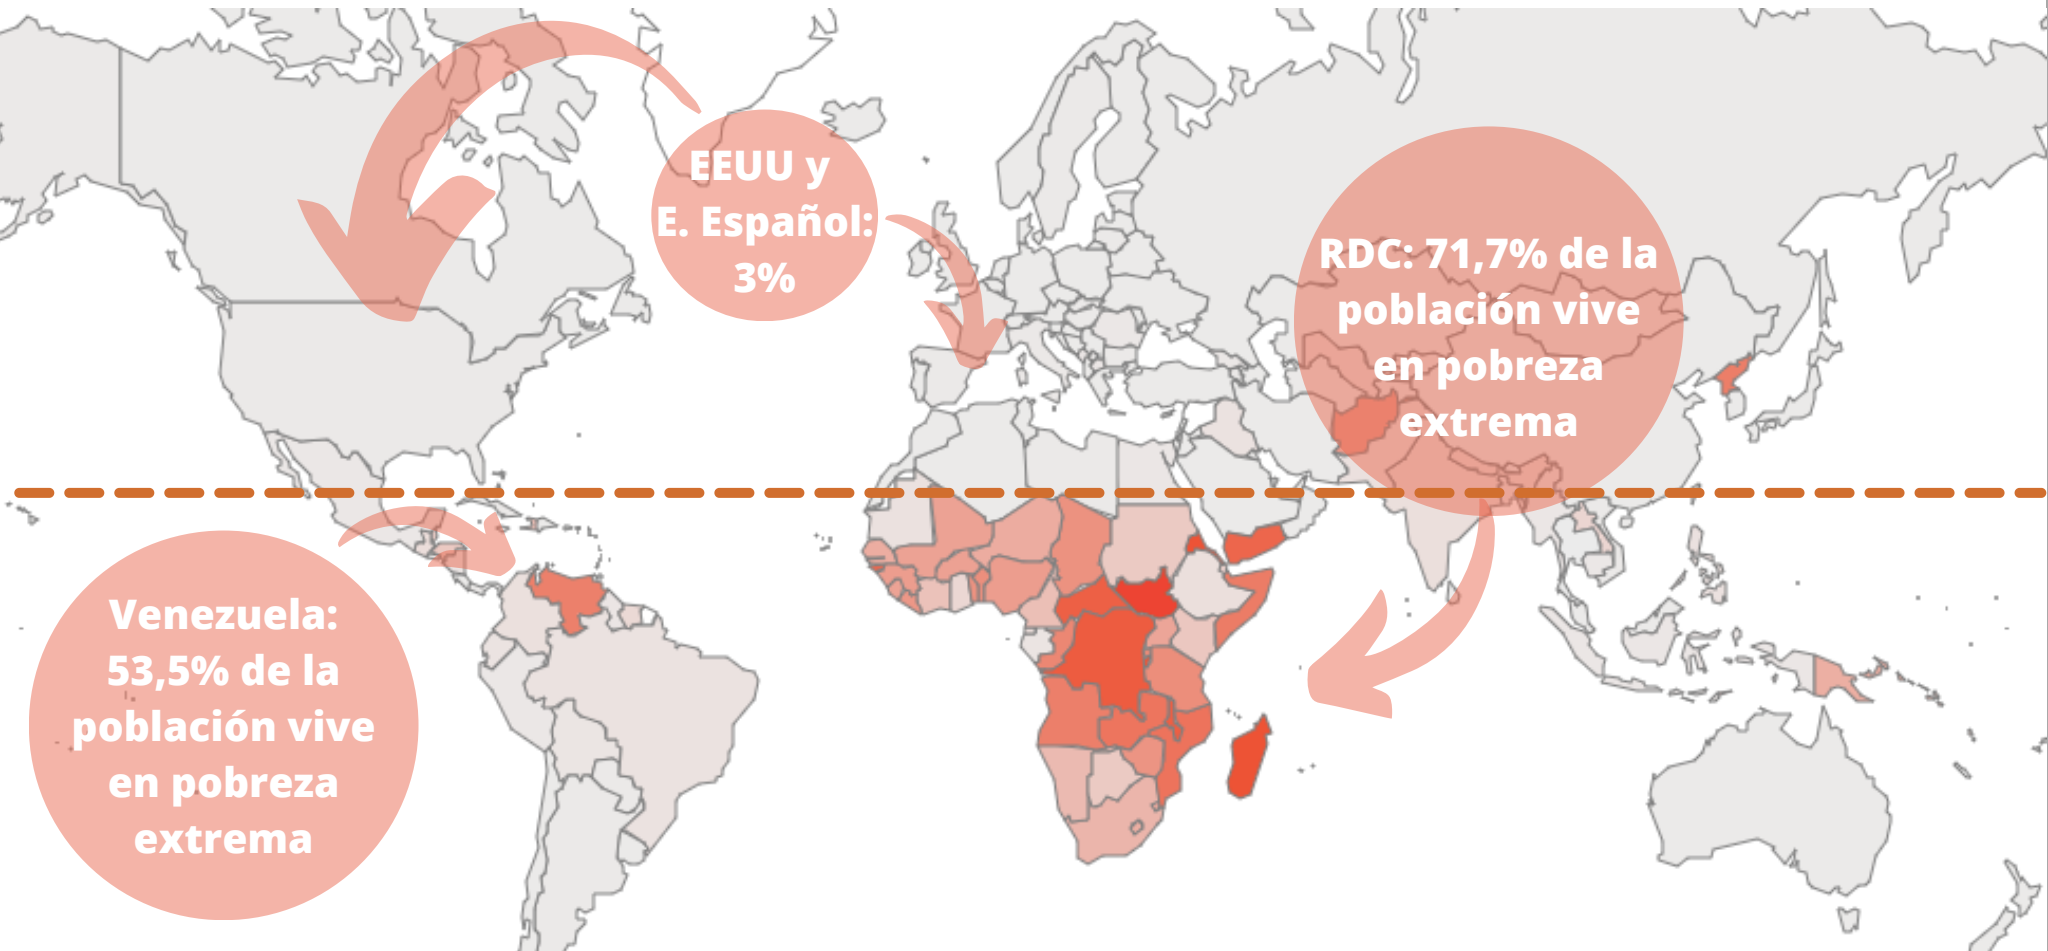 EEUU y
E. Español:
3%
RDC: 71,7% de la
población vive
en pobreza
extrema
Venezuela:
53,5% de la
población vive
en pobreza
extrema